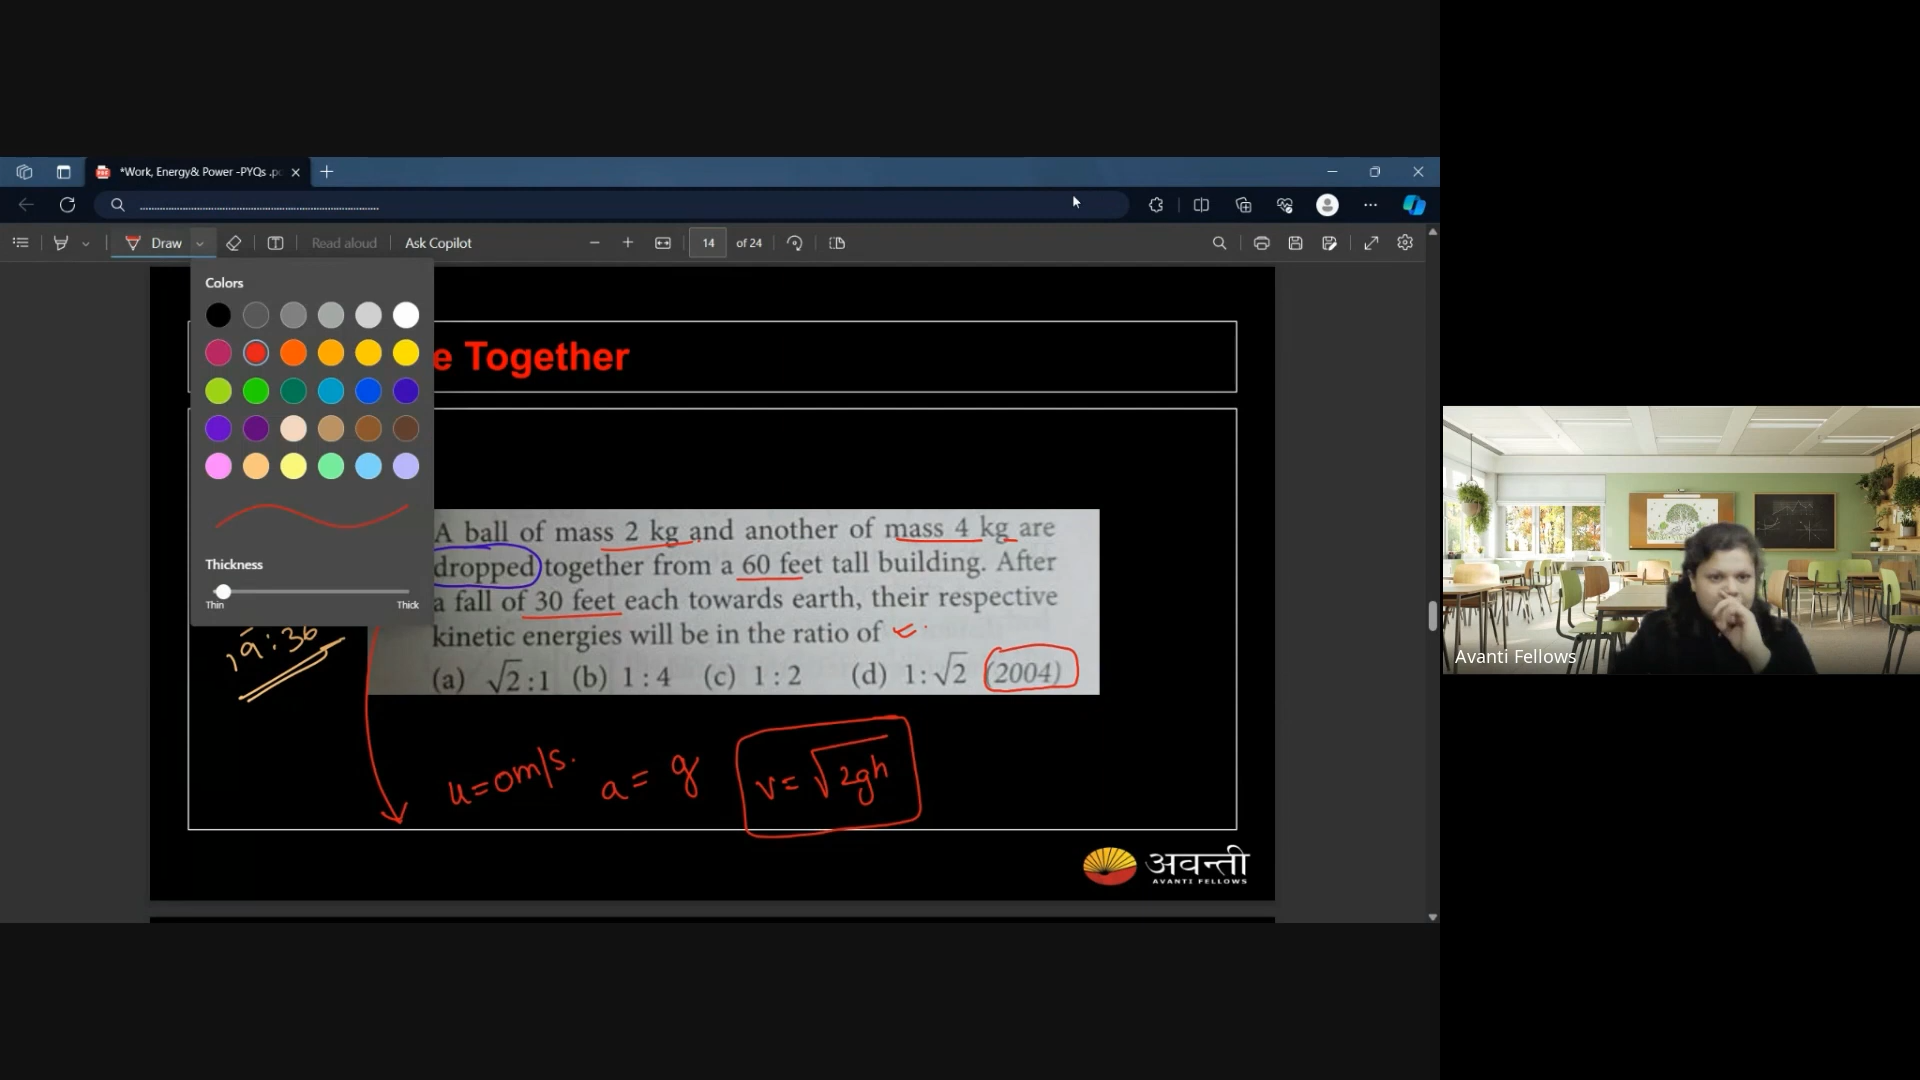 *Work, Energy& Power -PYQs .p
Draw
Read aloud
Ask Copilot
14
of 24
Colors
Thickness
Thin
Thick
e Together
A ball of mass 2 kg and another of mass 4 kg are
dropped together from a 60 feet tall building. After
a fall of 30 feet each towards earth, their respective
kinetic energies will be in the ratio of
(a) √2:1 (b) 1:4 (c) 1:2 (d) 1:√2 (2004)
19:36
u=0m/s. a= g v=√2gh
अवन्ती
AVANTI FELLOWS
Avanti Fellows